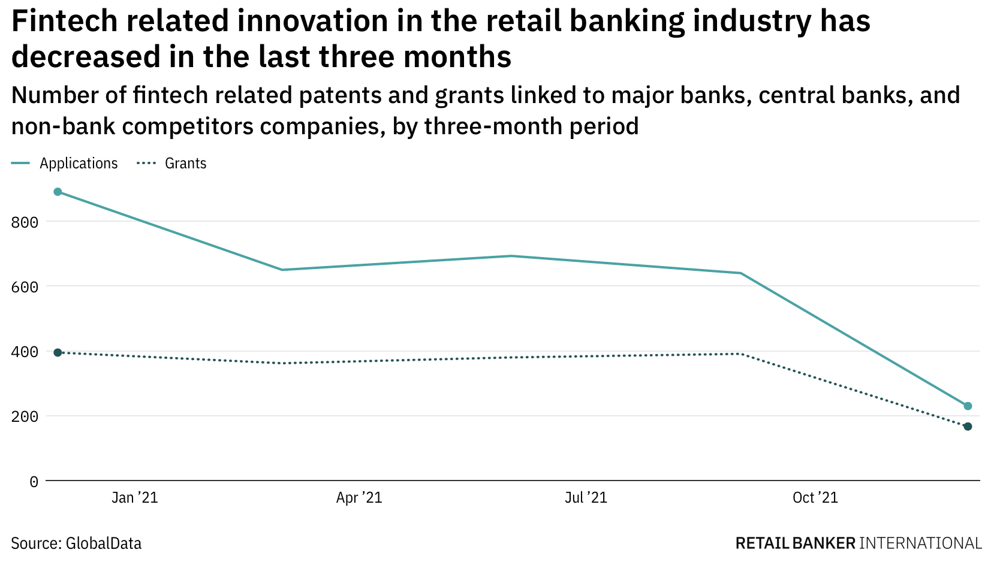 Fintech related innovation in the retail banking industry has
decreased in the last three months
Number of fintech related patents and grants linked to major banks, central banks, and
non-bank competitors companies, by three-month period
Applications Grants
800
600
400
200
0
Jan ’21 Apr ’21 Jul ’21 Oct ’21
Source: GlobalData RETAIL BANKER INTERNATIONAL